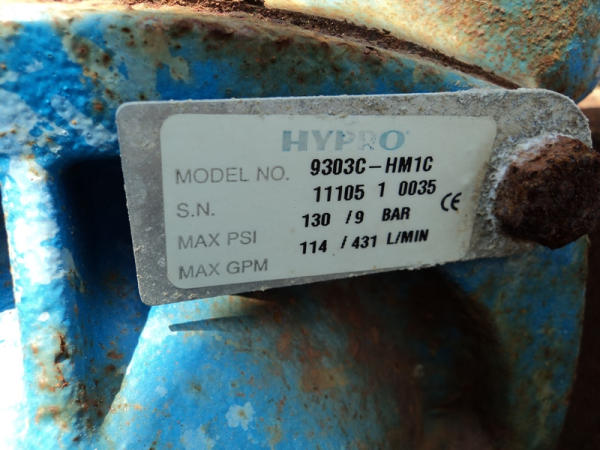 HYPRO®
MODEL NO. 9303C-HM1C
S.N. 11105 1 0035
MAX PSI 130 / 9 BAR
MAX GPM 114 / 431 L/MIN
CE